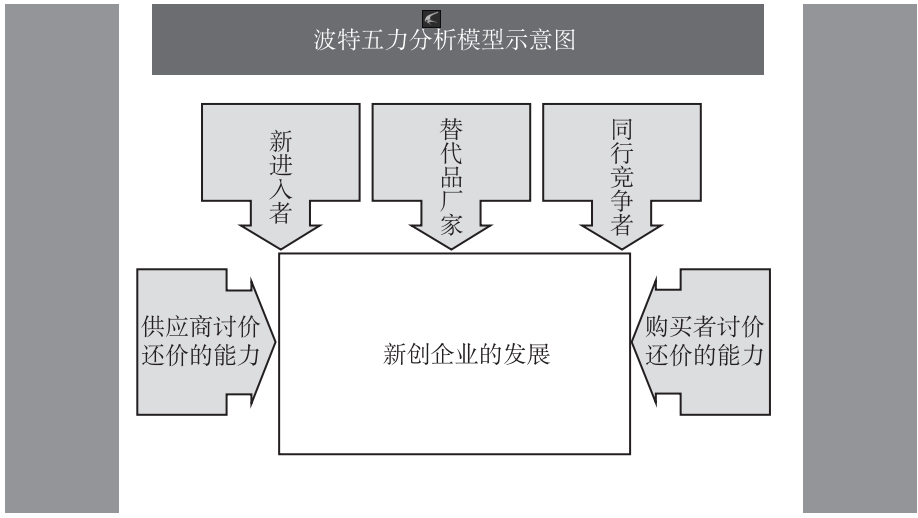 波特五力分析模型示意图
新进入者
替代品厂家
同行竞争者
供应商讨价
还价的能力
购买者讨价
还价的能力
新创企业的发展